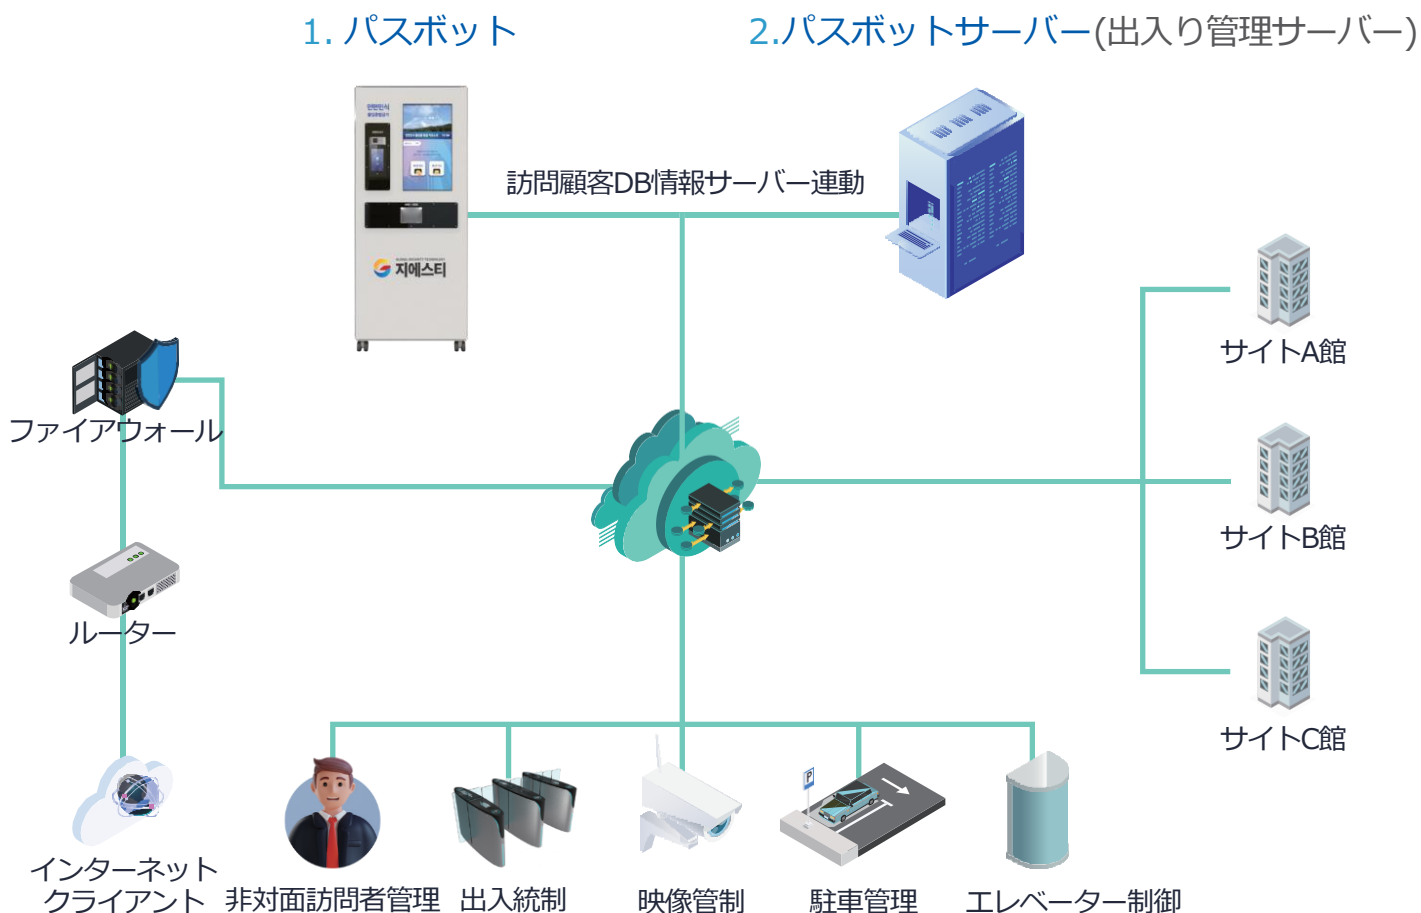 1. パスボット
2.パスボットサーバー(出入り管理サーバー)
안면인식
訪問顧客DB情報サーバー連動
지에스티
サイトA館
ファイアウォール
サイトB館
ルーター
サイトC館
P
インターネット
クライアント
非対面訪問者管理
出入統制
映像管制
駐車管理
エレベーター制御